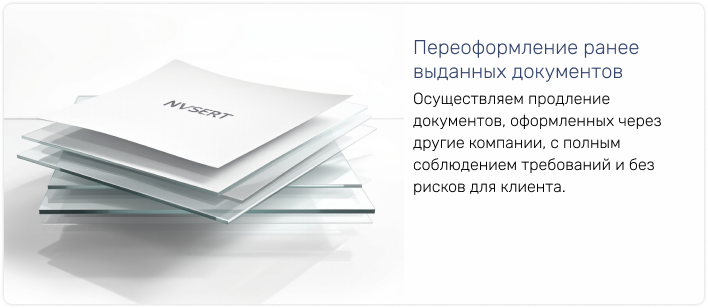 NVSERT
Переоформление ранее
выданных документов
Осуществляем продление
документов, оформленных через
другие компании, с полным
соблюдением требований и без
рисков для клиента.